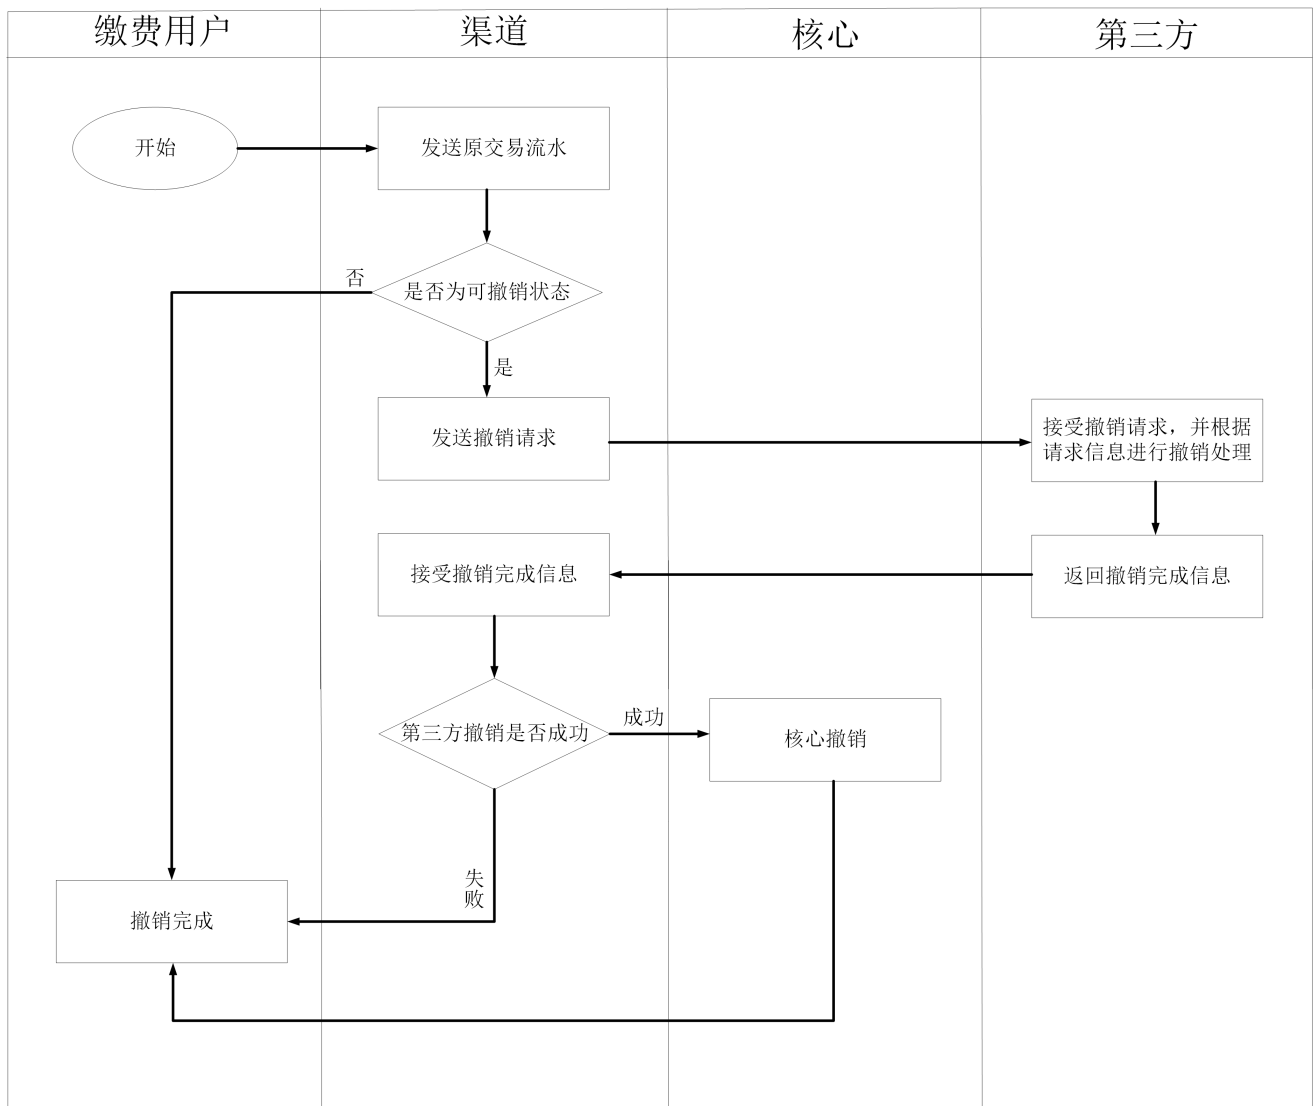 缴费用户
渠道
核心
第三方
开始
发送原交易流水
否
是否为可撤销状态
是
发送撤销请求
接受撤销请求，并根据
请求信息进行撤销处理
接受撤销完成信息
返回撤销完成信息
第三方撤销是否成功
成功
核心撤销
失
败
撤销完成